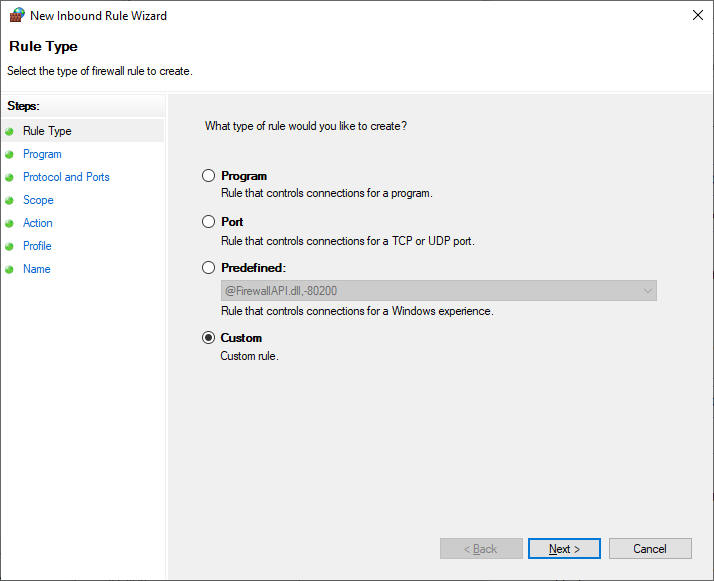 New Inbound Rule Wizard
Rule Type
Select the type of firewall rule to create.
Steps:
Rule Type
Program
Protocol and Ports
Scope
Action
Profile
Name
What type of rule would you like to create?
Program
Rule that controls connections for a program.
Port
Rule that controls connections for a TCP or UDP port.
Predefined:
@FirewallAPI.dll,-80200
Rule that controls connections for a Windows experience.
Custom
Custom rule.
< Back
Next >
Cancel